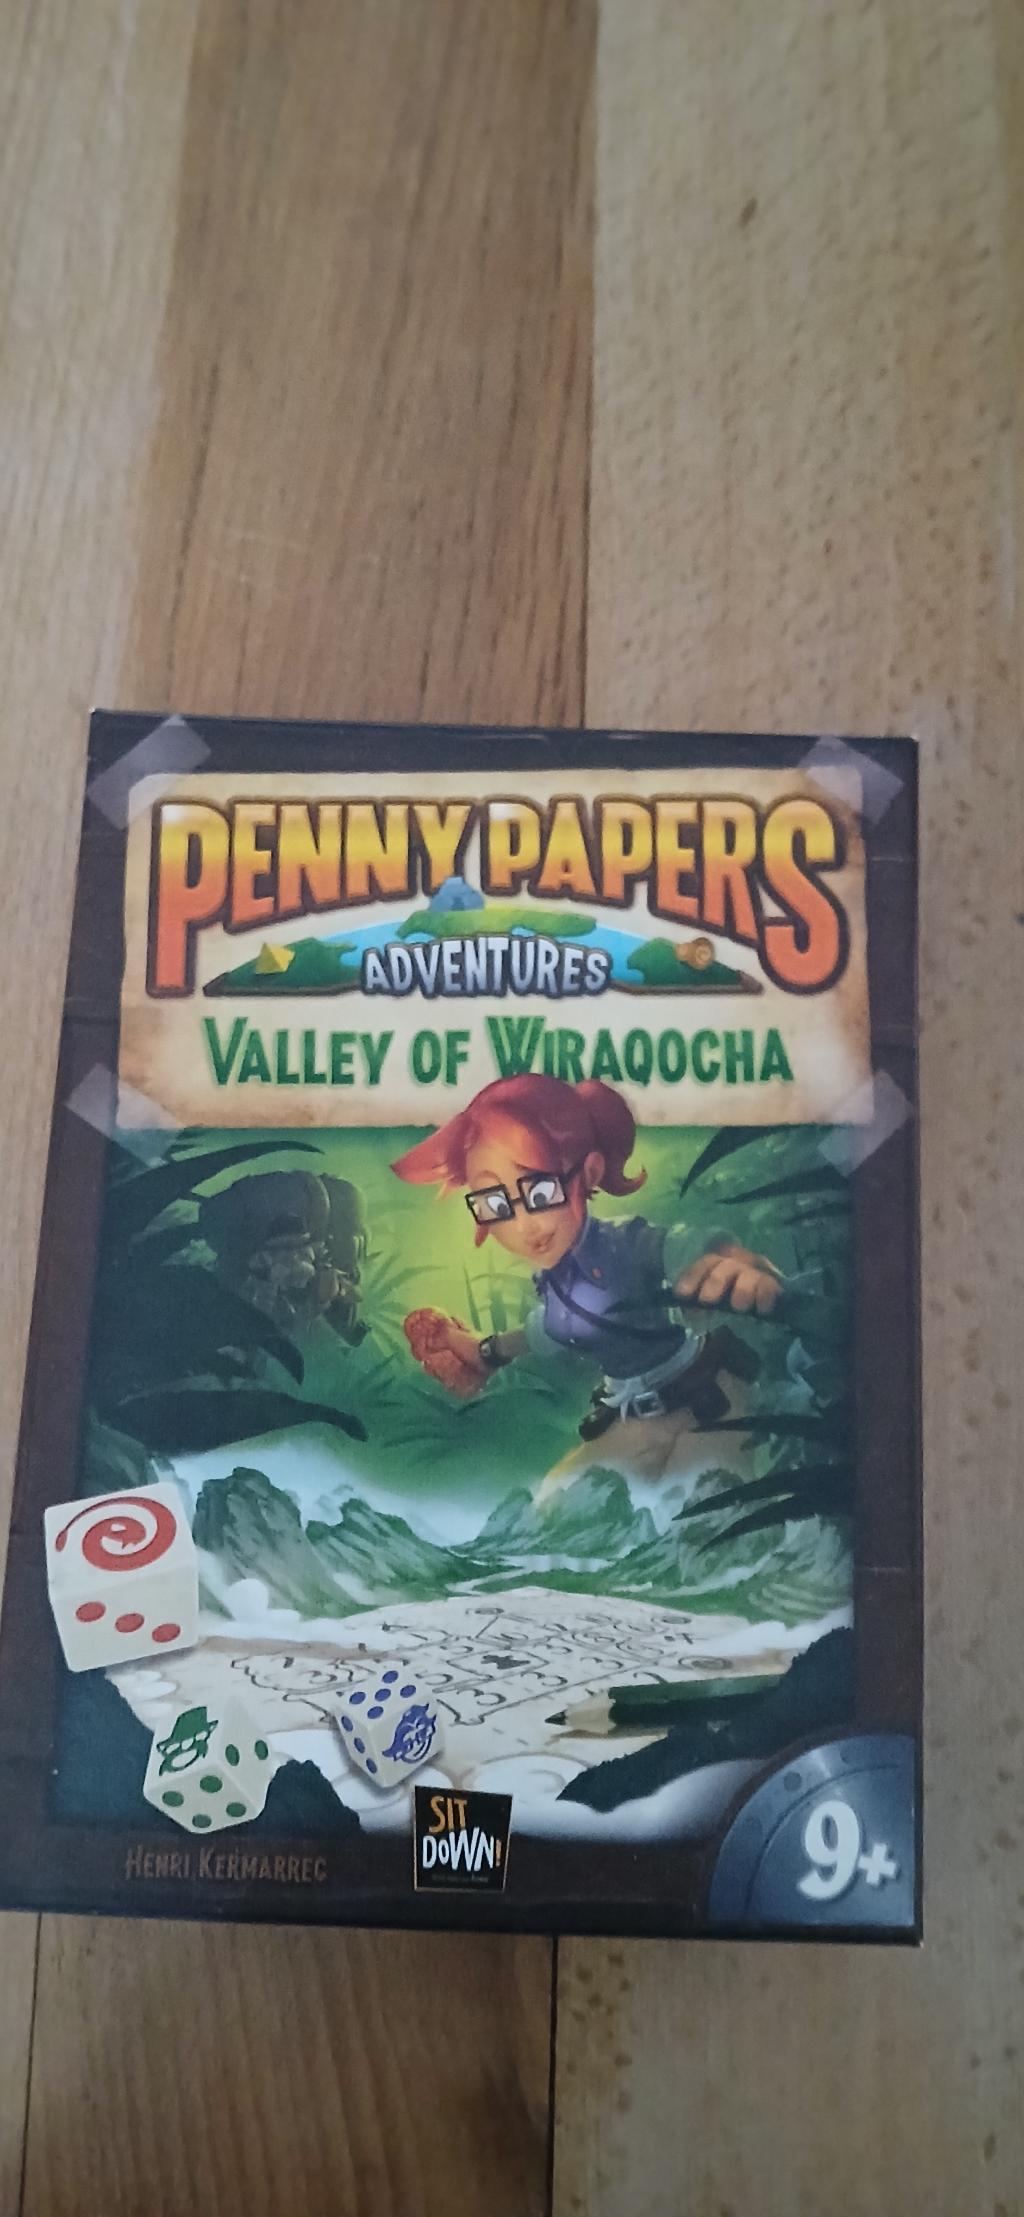 PENNY PAPERS
ADVENTURES
VALLEY OF WIRAQOCHA
HENRI KERMARREC
SIT
DOWN!
9+